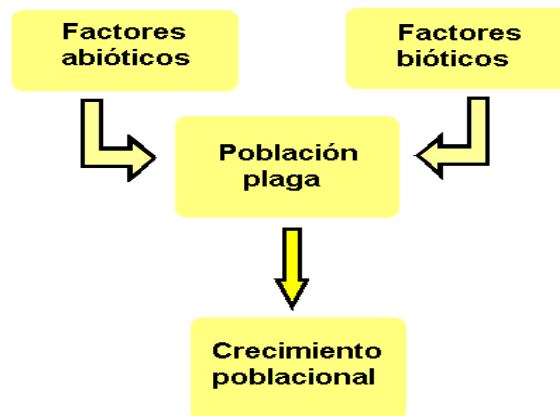 Factores
abióticos
Factores
bióticos
Población
plaga
Crecimiento
poblacional